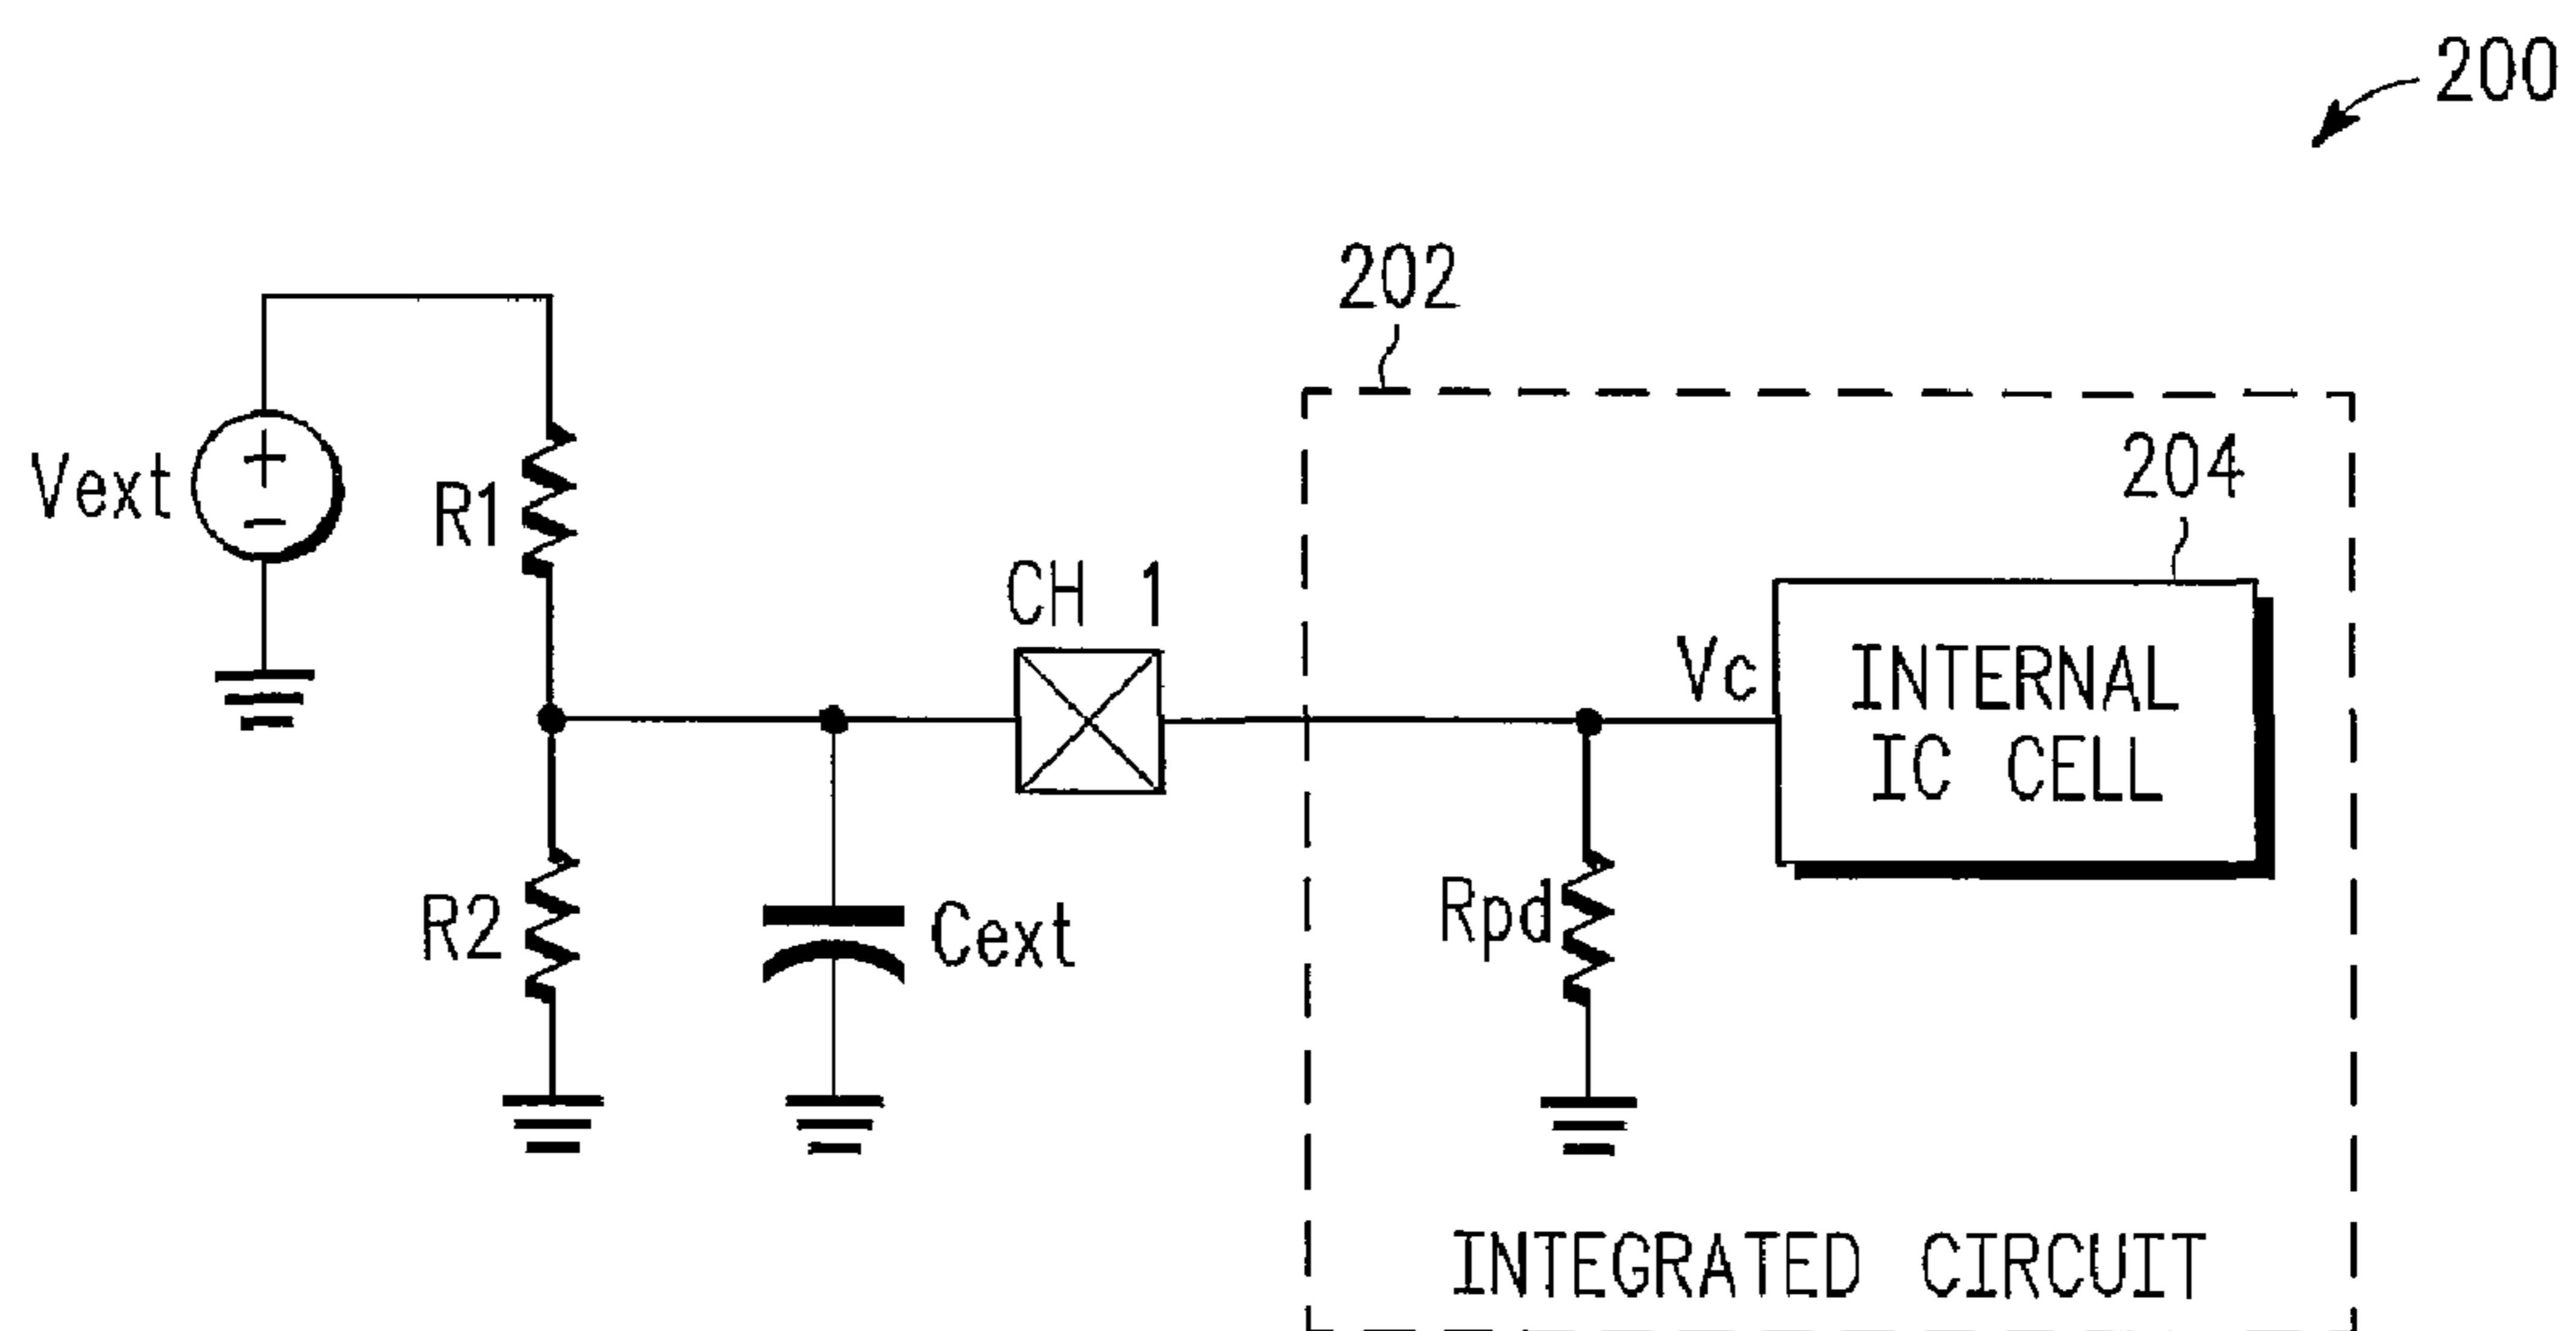 200
202
204
Vext
R1
CH 1
Vc
INTERNAL
IC CELL
R2
Cext
Rpd
INTEGRATED CIRCUIT